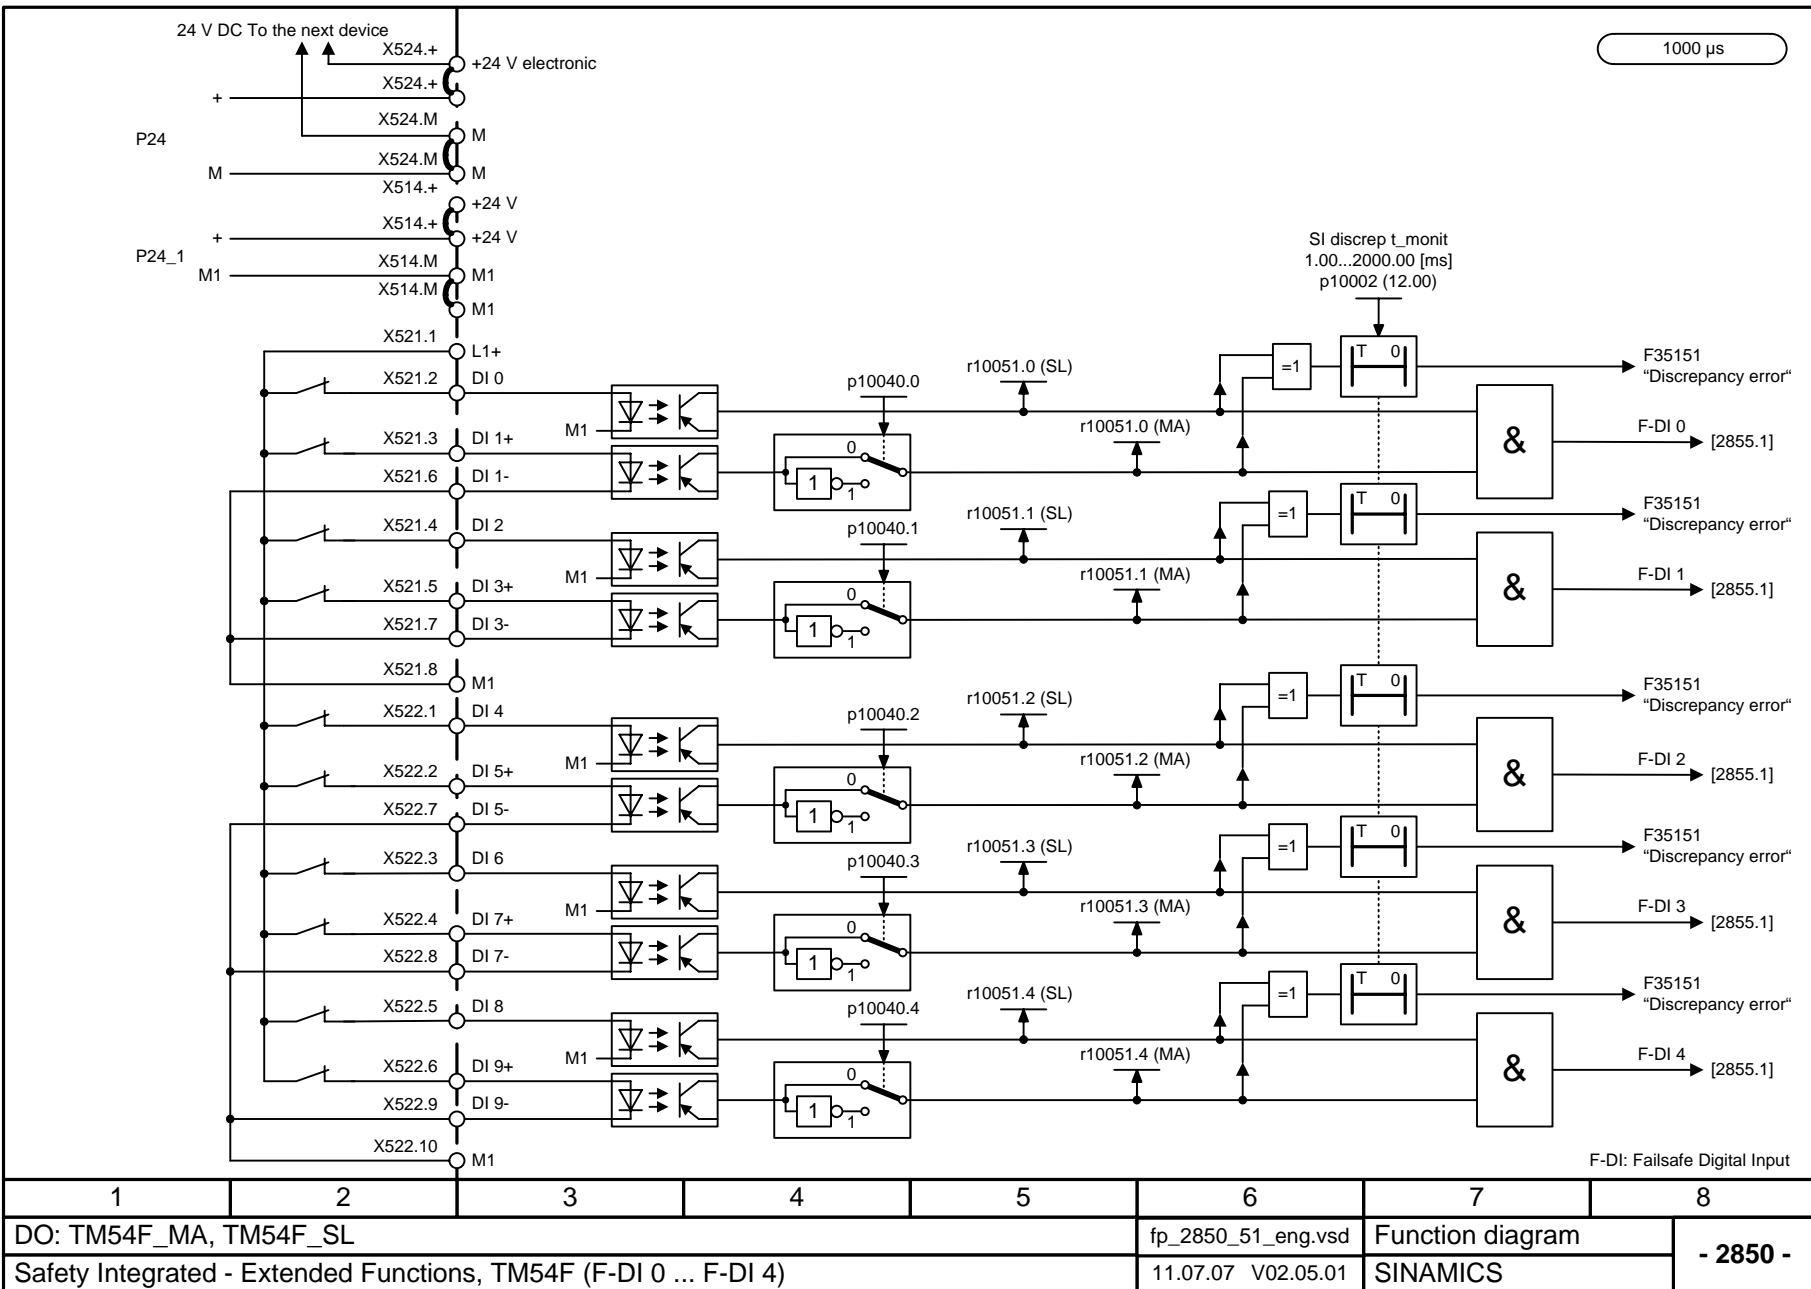 24 V DC To the next device
1000 µs
X524.+
+24 V electronic
X524.+
+
X524.M
M
P24
X524.M
M
M
X514.+
+24 V
X514.+
+
+24 V
P24_1
X514.M
M1
M1
X514.M
M1
SI discrep t_monit
1.00...2000.00 [ms]
p10002 (12.00)
X521.1
L1+
X521.2
DI 0
p10040.0
r10051.0 (SL)
=1
T 0
F35151
“Discrepancy error“
X521.3
DI 1+
M1
0
r10051.0 (MA)
&
F-DI 0
[2855.1]
X521.6
DI 1-
1
1
X521.4
DI 2
p10040.1
r10051.1 (SL)
=1
T 0
F35151
“Discrepancy error“
X521.5
DI 3+
M1
0
r10051.1 (MA)
&
F-DI 1
[2855.1]
X521.7
DI 3-
1
1
X521.8
M1
X522.1
DI 4
p10040.2
r10051.2 (SL)
=1
T 0
F35151
“Discrepancy error“
X522.2
DI 5+
M1
0
r10051.2 (MA)
&
F-DI 2
[2855.1]
X522.7
DI 5-
1
1
X522.3
DI 6
p10040.3
r10051.3 (SL)
=1
T 0
F35151
“Discrepancy error“
X522.4
DI 7+
M1
0
r10051.3 (MA)
&
F-DI 3
[2855.1]
X522.8
DI 7-
1
1
X522.5
DI 8
p10040.4
r10051.4 (SL)
=1
T 0
F35151
“Discrepancy error“
X522.6
DI 9+
M1
0
r10051.4 (MA)
&
F-DI 4
[2855.1]
X522.9
DI 9-
1
1
X522.10
M1
F-DI: Failsafe Digital Input
1 2 3 4 5 6 7 8
DO: TM54F_MA, TM54F_SL
fp_2850_51_eng.vsd
Function diagram
- 2850 -
Safety Integrated - Extended Functions, TM54F (F-DI 0 ... F-DI 4)
11.07.07 V02.05.01
SINAMICS